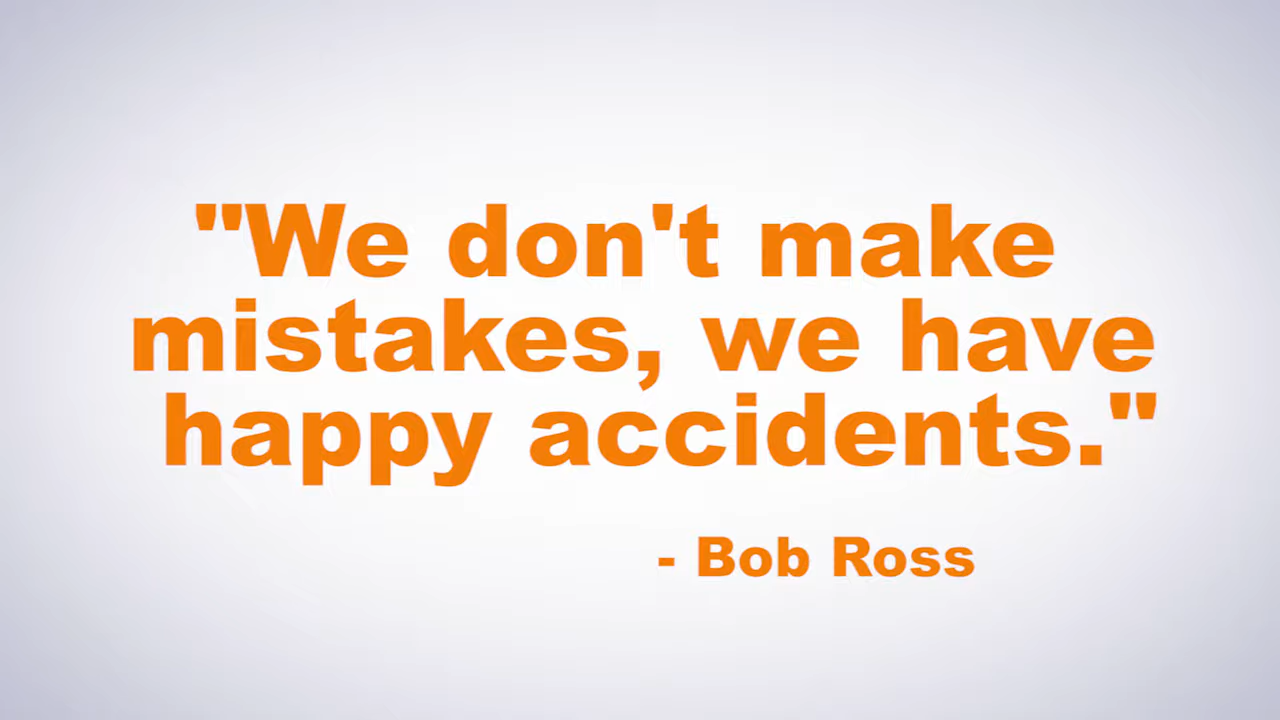 "We don't make
mistakes, we have
happy accidents."
- Bob Ross